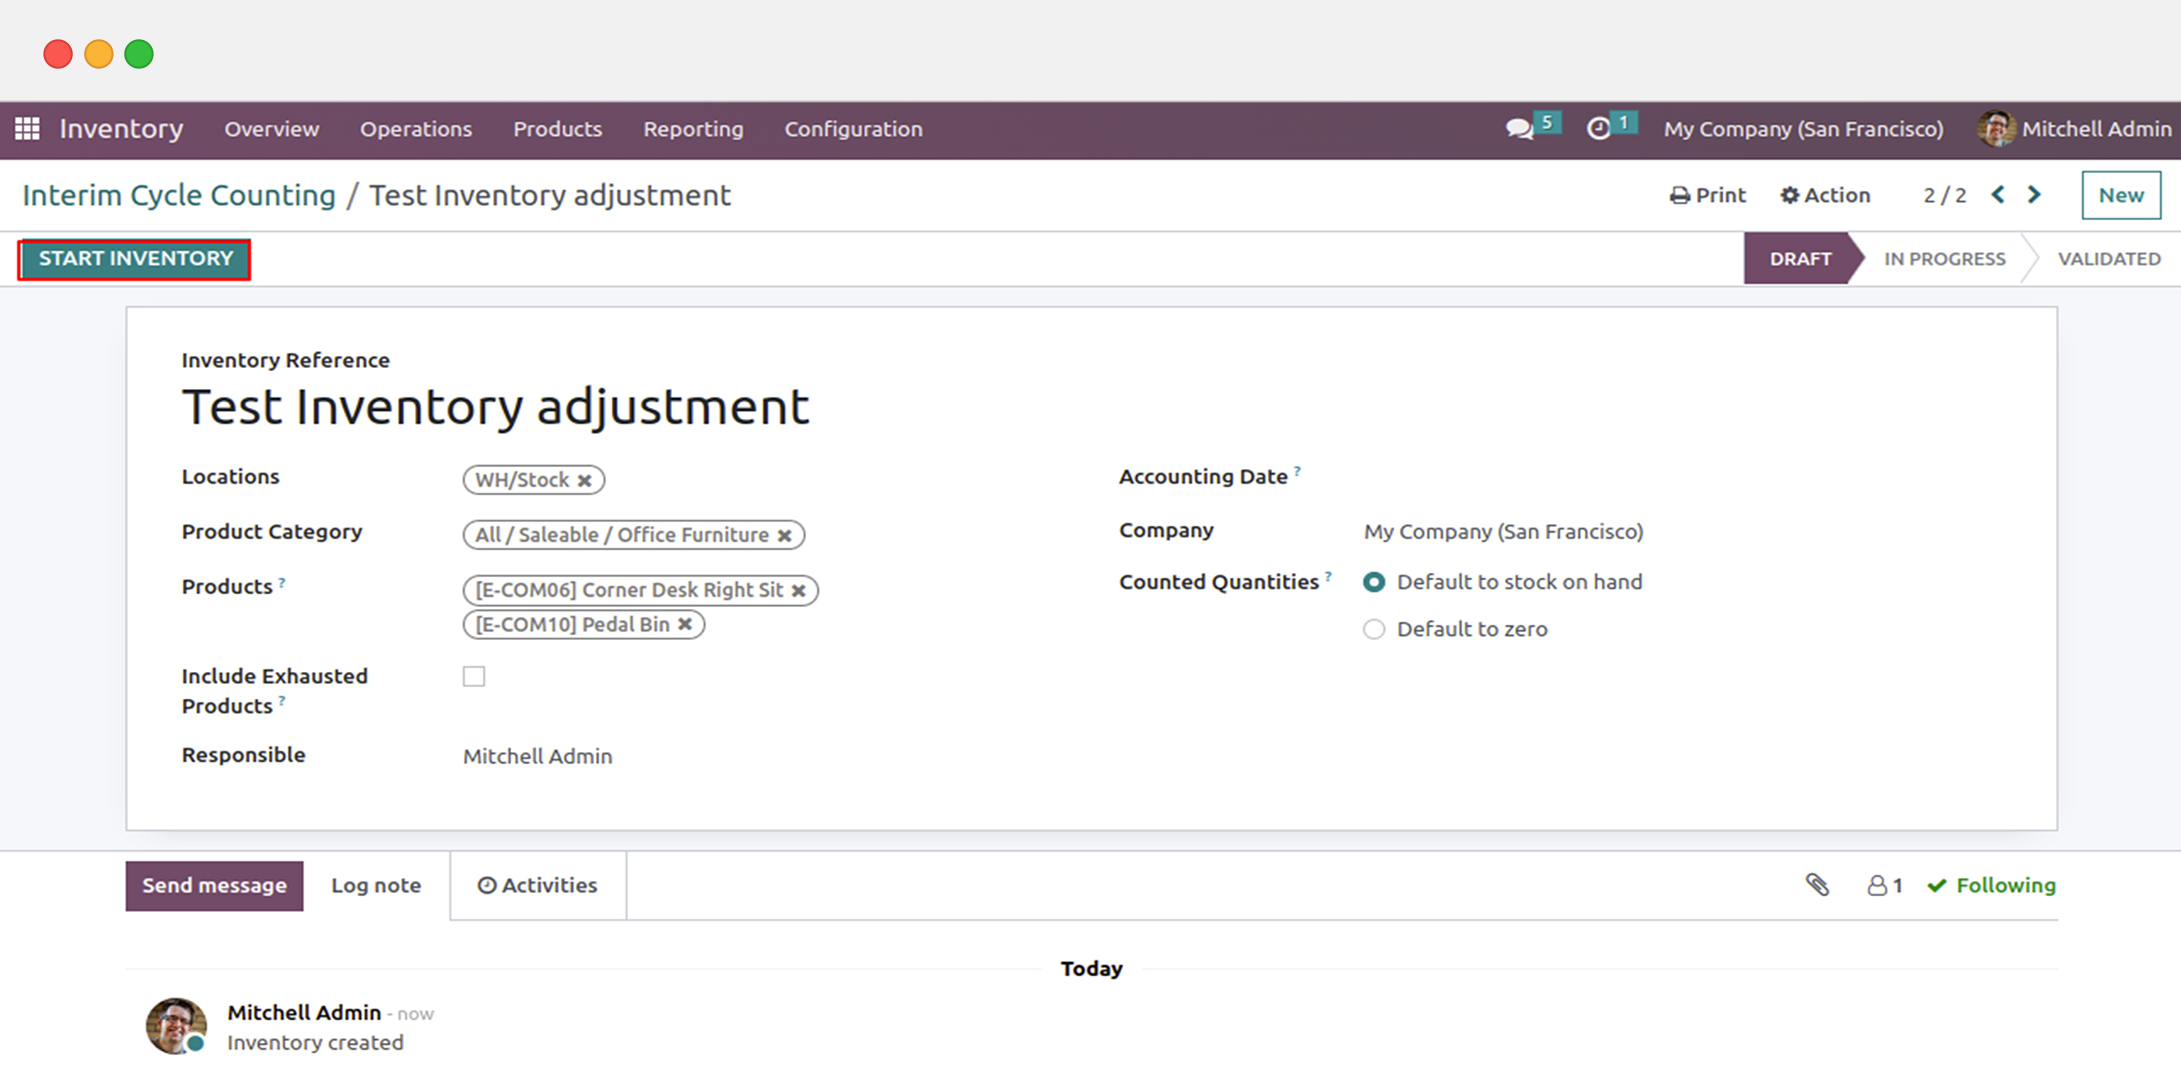 Inventory Overview Operations Products Reporting Configuration 5 1 My Company (San Francisco) Mitchell Admin
Interim Cycle Counting / Test Inventory adjustment Print Action 2 / 2 New
START INVENTORY DRAFT IN PROGRESS VALIDATED
Inventory Reference
Test Inventory adjustment
Locations WH/Stock ✖ Accounting Date ?
Product Category All / Saleable / Office Furniture ✖ Company My Company (San Francisco)
Products ? [E-COM06] Corner Desk Right Sit ✖ Counted Quantities ? Default to stock on hand
[E-COM10] Pedal Bin ✖ Default to zero
Include Exhausted
Products ?
Responsible Mitchell Admin
Send message Log note Activities 1 Following
Today
Mitchell Admin - now
Inventory created